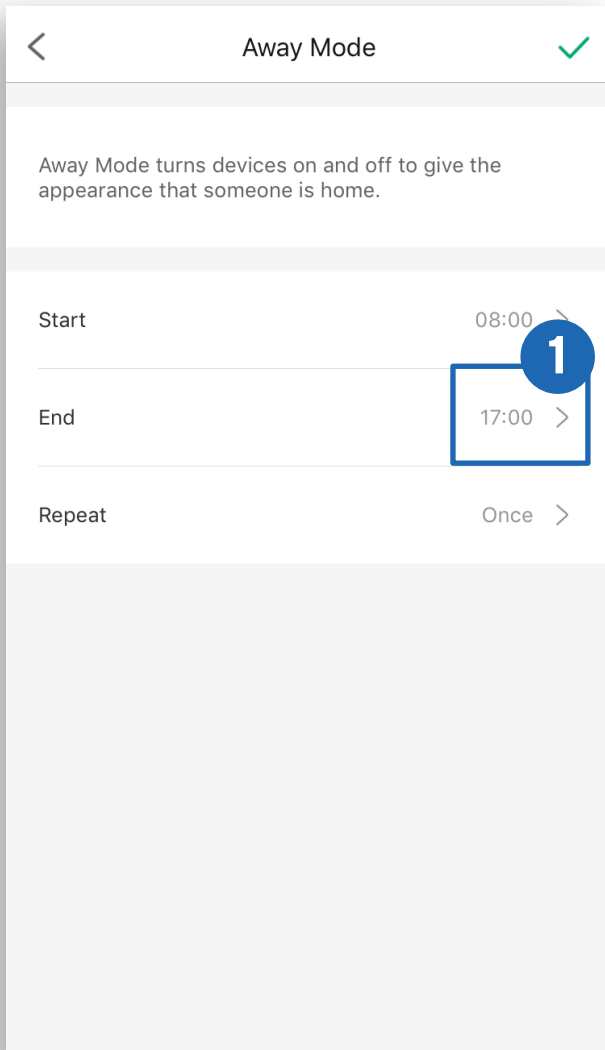 Away Mode
Away Mode turns devices on and off to give the
appearance that someone is home.
Start 08:00
1
End 17:00
Repeat Once